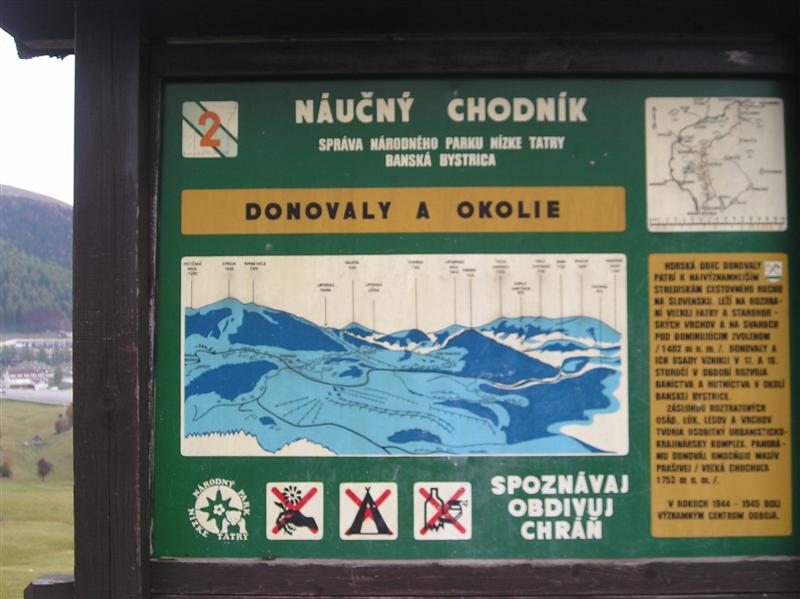 2
NÁUČNÝ CHODNÍK
SPRÁVA NÁRODNÉHO PARKU NÍZKE TATRY
BANSKÁ BYSTRICA
DONOVALY A OKOLIE
HORSKÁ OBEC DONOVALY
PATRÍ K NAJVÝZNAMNEJŠÍM
STREDISKÁM CESTOVNÉHO RUCHU
NA SLOVENSKU. LEŽÍ NA ROZHRA-
NÍ VEĽKEJ FATRY A STAROHOR-
SKÝCH VRCHOV A NA SVAHOCH
POD DOMINUJÚCIM ZVOLENOM
/1402 m n. m./. DONOVALY A
ICH OSADY VZNIKLI V 17. A 18.
STOROČÍ V OBDOBÍ ROZVOJA
BANÍCTVA A HUTNÍCTVA V OKOLÍ
BANSKEJ BYSTRICE.
ZÁSLUHOU ROZTRATENÝCH
OSÁD, LÚK, LESOV A VRCHOV
TVORIA OSOBITNÝ URBANISTICKO-
KRAJINÁRSKY KOMPLEX. PANORÁ-
MU DONOVÁL UMOCŇUJE MASÍV
PRAŠIVEJ / VEĽKÁ CHOCHUĽA
1753 m n. m./.
V ROKOCH 1944 - 1945 BOLI
VÝZNAMNÝM CENTROM ODBOJA.
NÁRODNÝ PARK
NÍZKE TATRY
SPOZNÁVAJ
OBDIVUJ
CHRÁŇ